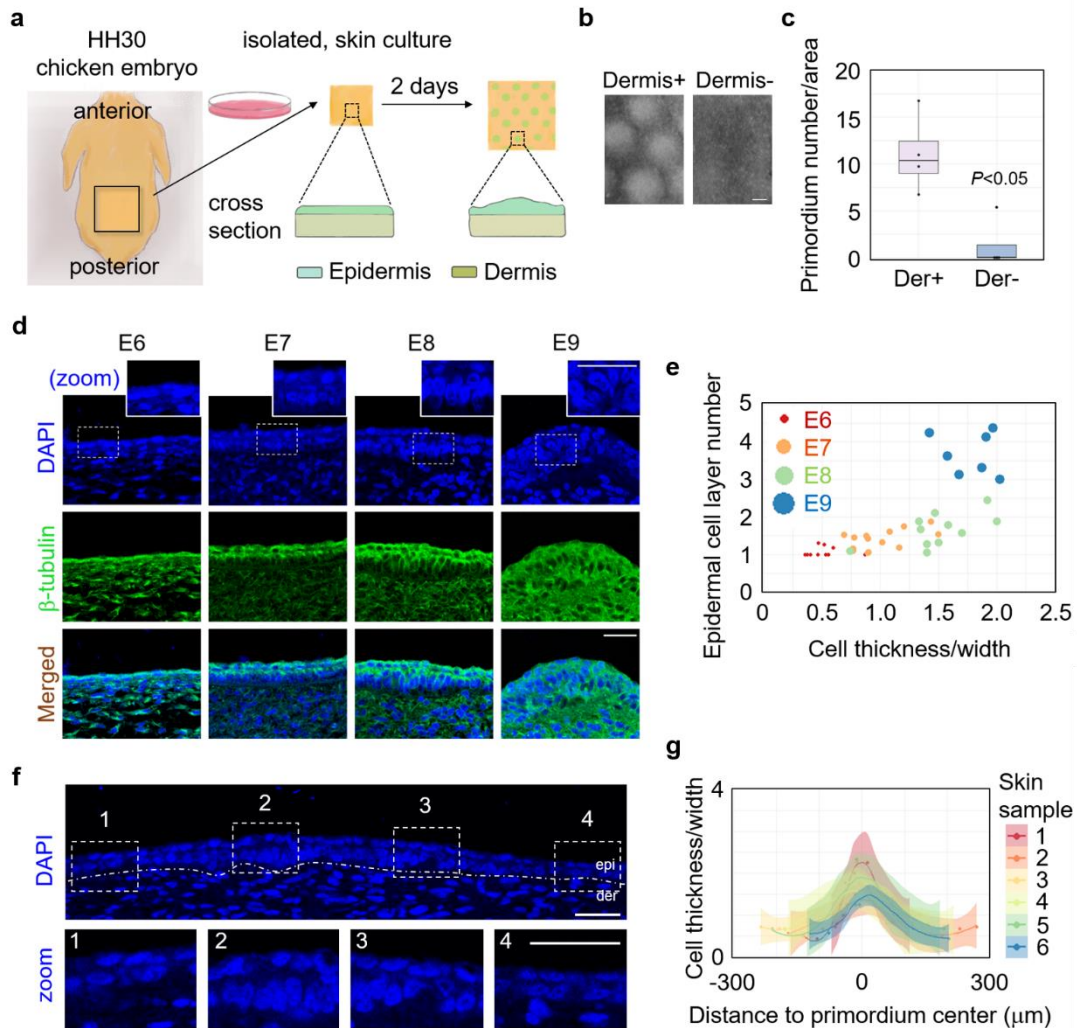 a
HH30
chicken embryo
anterior
posterior
isolated, skin culture
2 days
cross
section
Epidermis
Dermis
b
Dermis+ Dermis-
c
Primordium number/area
20
15
10
5
0
P<0.05
Der+ Der-
d
E6 E7 E8 E9
(zoom)
DAPI
β-tubulin
Merged
e
Epidermal cell layer number
5
4
3
2
1
0
E6
E7
E8
E9
0 0.5 1.0 1.5 2.0 2.5
Cell thickness/width
f
DAPI
1 2 3 4
epi
der
zoom
1 2 3 4
g
Cell thickness/width
4
2
0
-300 0 300
Distance to primordium center (μm)
Skin
sample
1
2
3
4
5
6